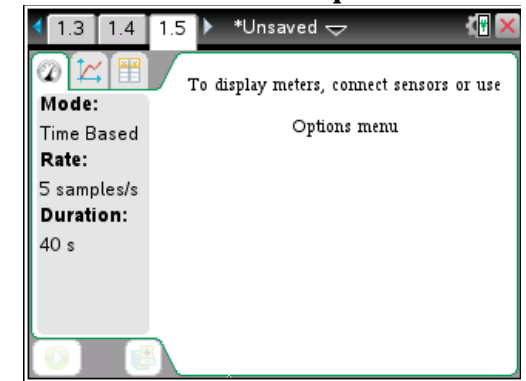 1.3 1.4 1.5 *Unsaved
To display meters, connect sensors or use
Options menu
Mode:
Time Based
Rate:
5 samples/s
Duration:
40 s